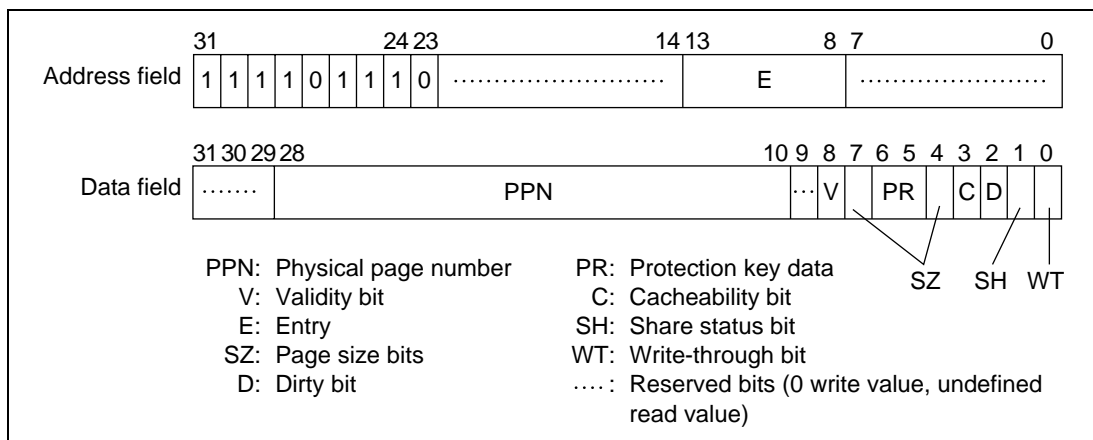 31 24 23 14 13 8 7 0
Address field 1 1 1 1 0 1 1 1 0 ........................... E ..........................
31 30 29 28 10 9 8 7 6 5 4 3 2 1 0
Data field ....... PPN ... V PR C D
SZ SH WT
PPN: Physical page number PR: Protection key data
V: Validity bit C: Cacheability bit
E: Entry SH: Share status bit
SZ: Page size bits WT: Write-through bit
D: Dirty bit ....: Reserved bits (0 write value, undefined
read value)